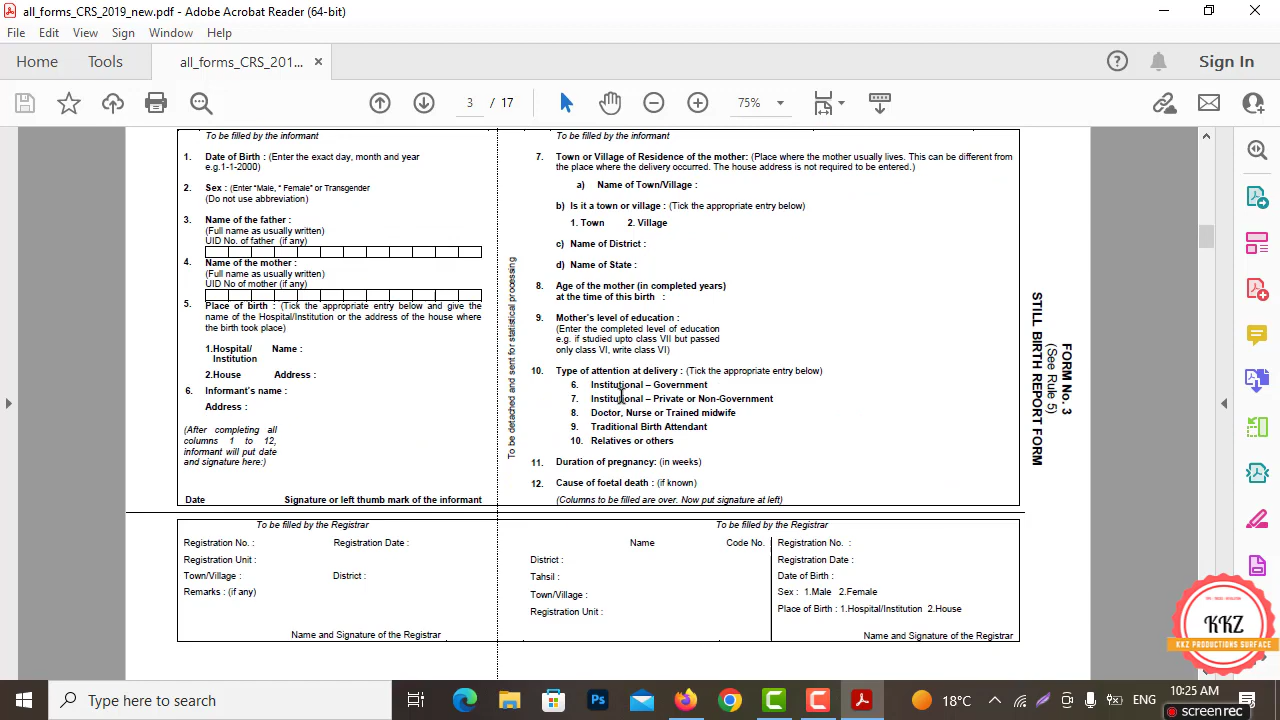 all_forms_CRS_2019_new.pdf - Adobe Acrobat Reader (64-bit)
File Edit View Sign Window Help
Home Tools all_forms_CRS_201... × Sign In
3 / 17 75%
To be filled by the informant
1. Date of Birth : (Enter the exact day, month and year
e.g.1-1-2000)
2. Sex : (Enter "Male, " Female" or Transgender
(Do not use abbreviation)
3. Name of the father :
(Full name as usually written)
UID No. of father (if any)
4. Name of the mother :
(Full name as usually written)
UID No of mother (if any)
5. Place of birth : (Tick the appropriate entry below and give the
name of the Hospital/Institution or the address of the house where
the birth took place)
1.Hospital/ Name :
Institution
2.House Address :
6. Informant's name :
Address :
(After completing all
columns 1 to 12,
informant will put date
and signature here:)
Date Signature or left thumb mark of the informant
To be detached and sent for statistical processing
To be filled by the informant
7. Town or Village of Residence of the mother: (Place where the mother usually lives. This can be different from
the place where the delivery occurred. The house address is not required to be entered.)
a) Name of Town/Village :
b) Is it a town or village : (Tick the appropriate entry below)
1. Town 2. Village
c) Name of District :
d) Name of State :
8. Age of the mother (in completed years)
at the time of this birth :
9. Mother's level of education :
(Enter the completed level of education
e.g. if studied upto class VII but passed
only class VI, write class VI)
10. Type of attention at delivery : (Tick the appropriate entry below)
6. Institutional – Government
7. Institutional – Private or Non-Government
8. Doctor, Nurse or Trained midwife
9. Traditional Birth Attendant
10. Relatives or others
11. Duration of pregnancy: (in weeks)
12. Cause of foetal death : (if known)
(Columns to be filled are over. Now put signature at left)
FORM No. 3
(See Rule 5)
STILL BIRTH REPORT FORM
To be filled by the Registrar
Registration No. : Registration Date :
Registration Unit :
Town/Village : District :
Remarks : (if any)
Name and Signature of the Registrar
To be filled by the Registrar
Name Code No.
District :
Tahsil :
Town/Village :
Registration Unit :
Registration No. :
Registration Date :
Date of Birth :
Sex : 1.Male 2.Female
Place of Birth : 1.Hospital/Institution 2.House
Name and Signature of the Registrar
KKZ
KKZ PRODUCTIONS SURFACE
Type here to search
Ps
18°C ENG 10:25 AM
screen rec